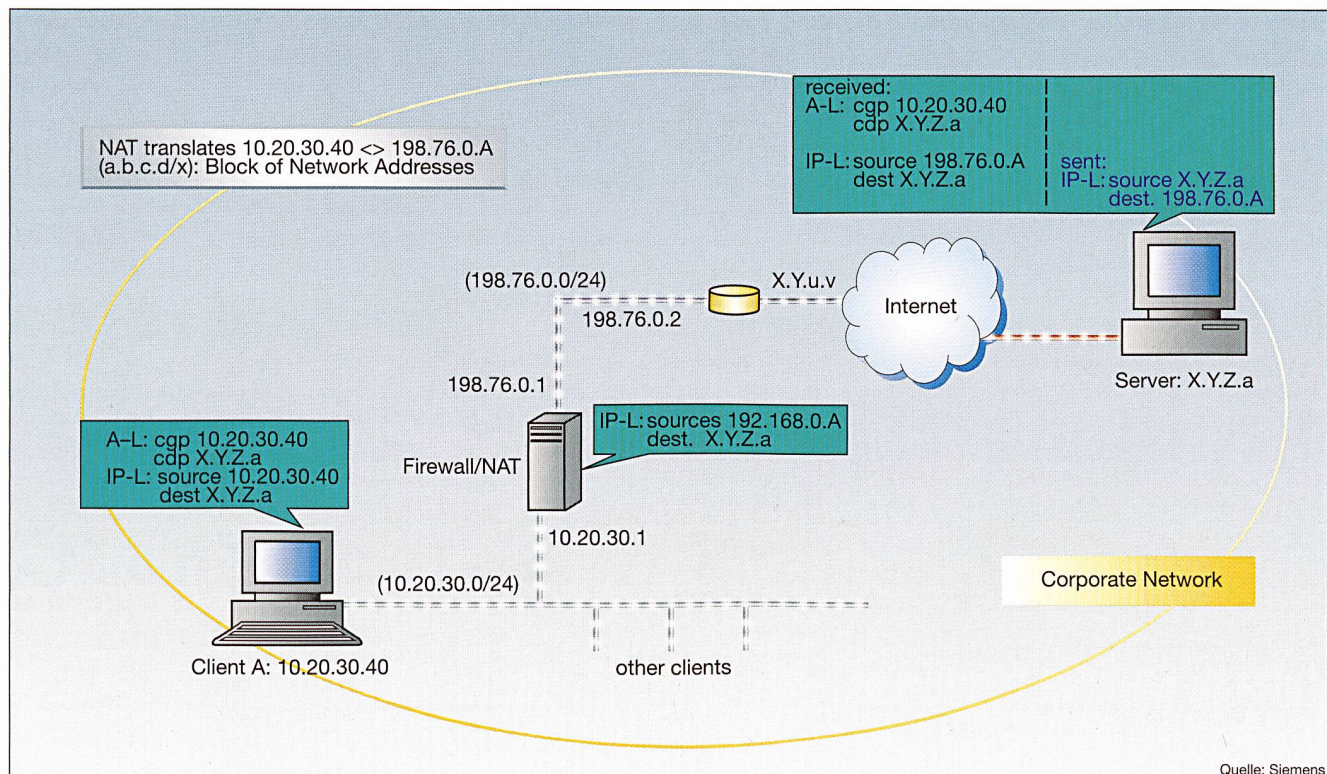 NAT translates 10.20.30.40 <> 198.76.0.A
(a.b.c.d/x): Block of Network Addresses
received:
A-L: cgp 10.20.30.40
cdp X.Y.Z.a
IP-L: source 198.76.0.A
dest X.Y.Z.a
sent:
IP-L: source X.Y.Z.a
dest. 198.76.0.A
(198.76.0.0/24)
198.76.0.2
X.Y.u.v
Internet
Server: X.Y.Z.a
198.76.0.1
A–L: cgp 10.20.30.40
cdp X.Y.Z.a
IP-L: source 10.20.30.40
dest X.Y.Z.a
Firewall/NAT
IP-L: sources 192.168.0.A
dest. X.Y.Z.a
10.20.30.1
(10.20.30.0/24)
Corporate Network
Client A: 10.20.30.40
other clients
Quelle: Siemens